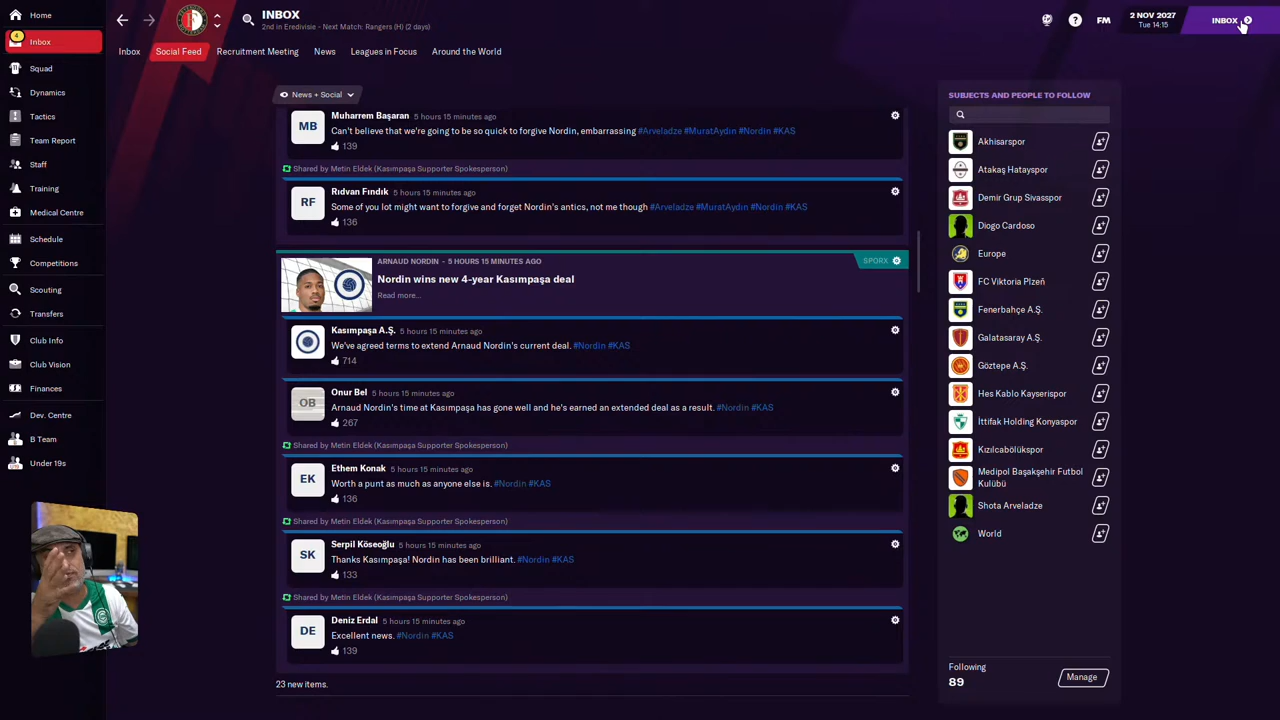 Home
INBOX
2nd in Eredivisie - Next Match: Rangers (H) (2 days)
FM
2 NOV 2027
Tue 14:15
INBOX
4
Inbox
Inbox
Social Feed
Recruitment Meeting
News
Leagues in Focus
Around the World
Squad
Dynamics
Tactics
Team Report
Staff
Training
Medical Centre
Schedule
Competitions
Scouting
Transfers
Club Info
Club Vision
Finances
Dev. Centre
B Team
Under 19s
News + Social
MB
Muharrem Başaran 5 hours 15 minutes ago
Can't believe that we're going to be so quick to forgive Nordin, embarrassing #Arveladze #MuratAydın #Nordin #KAS
139
Shared by Metin Eldek (Kasımpaşa Supporter Spokesperson)
RF
Rıdvan Fındık 5 hours 15 minutes ago
Some of you lot might want to forgive and forget Nordin's antics, not me though #Arveladze #MuratAydın #Nordin #KAS
136
ARNAUD NORDIN - 5 HOURS 15 MINUTES AGO
SPORX
Nordin wins new 4-year Kasımpaşa deal
Read more...
Kasımpaşa A.Ş. 5 hours 15 minutes ago
We've agreed terms to extend Arnaud Nordin's current deal. #Nordin #KAS
714
OB
Onur Bel 5 hours 15 minutes ago
Arnaud Nordin's time at Kasımpaşa has gone well and he's earned an extended deal as a result. #Nordin #KAS
267
Shared by Metin Eldek (Kasımpaşa Supporter Spokesperson)
EK
Ethem Konak 5 hours 15 minutes ago
Worth a punt as much as anyone else is. #Nordin #KAS
136
Shared by Metin Eldek (Kasımpaşa Supporter Spokesperson)
SK
Serpil Köseoğlu 5 hours 15 minutes ago
Thanks Kasımpaşa! Nordin has been brilliant. #Nordin #KAS
133
Shared by Metin Eldek (Kasımpaşa Supporter Spokesperson)
DE
Deniz Erdal 5 hours 15 minutes ago
Excellent news. #Nordin #KAS
139
23 new items.
SUBJECTS AND PEOPLE TO FOLLOW
Akhisarspor
Atakaş Hatayspor
Demir Grup Sivasspor
Diogo Cardoso
Europe
FC Viktoria Plzeň
Fenerbahçe A.Ş.
Galatasaray A.Ş.
Göztepe A.Ş.
Hes Kablo Kayserispor
İttifak Holding Konyaspor
Kızılcabölükspor
Medipol Başakşehir Futbol
Kulübü
Shota Arveladze
World
Following
89
Manage